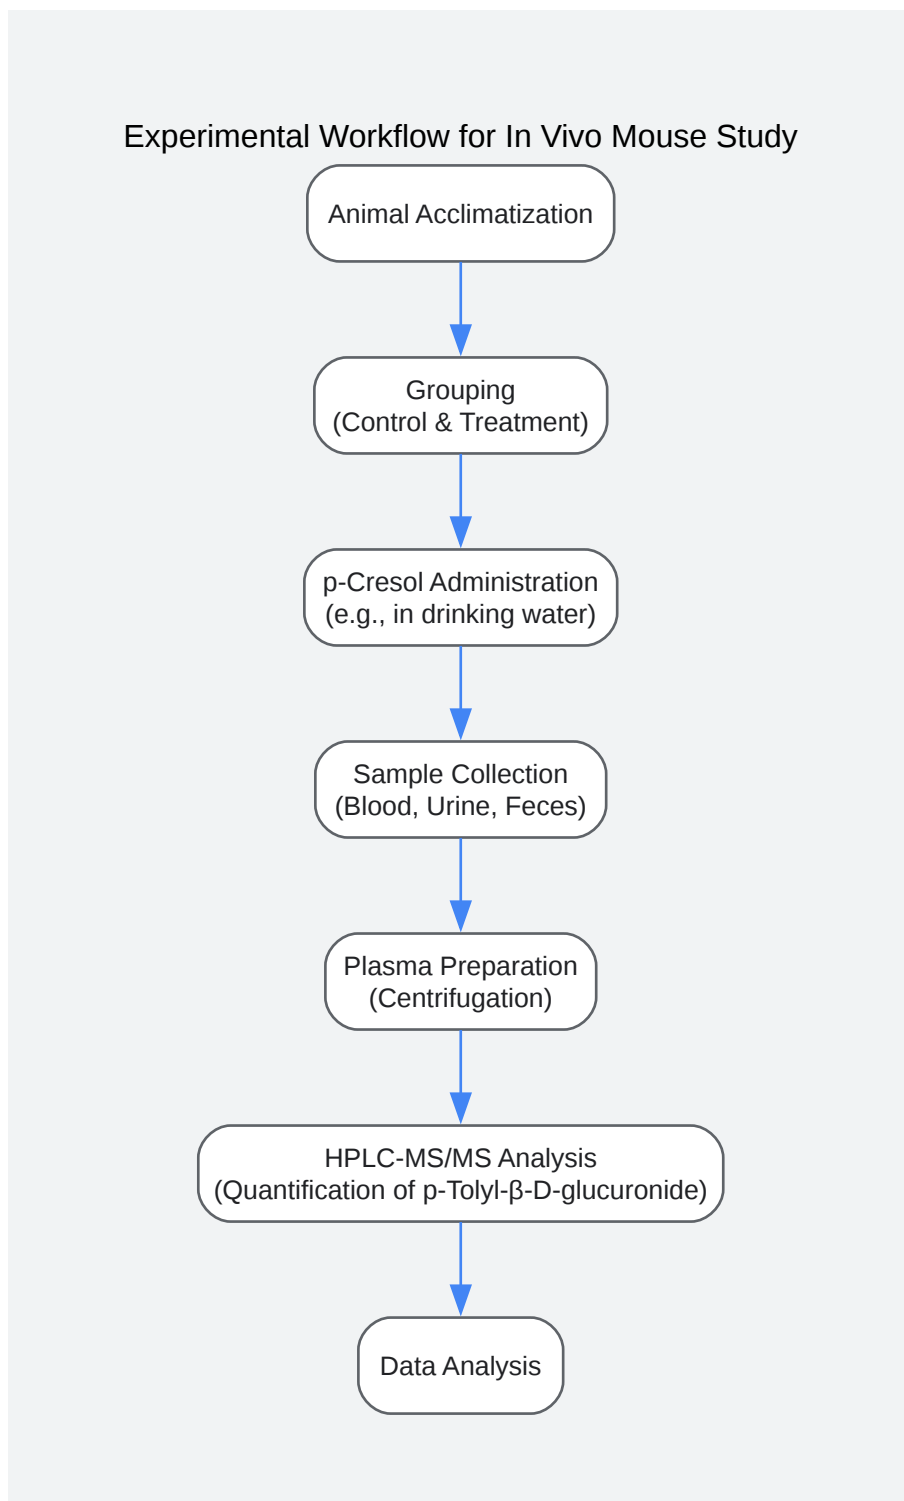 Experimental Workflow for In Vivo Mouse Study
Animal Acclimatization
Grouping
(Control & Treatment)
p-Cresol Administration
(e.g., in drinking water)
Sample Collection
(Blood, Urine, Feces)
Plasma Preparation
(Centrifugation)
HPLC-MS/MS Analysis
(Quantification of p-Tolyl-β-D-glucuronide)
Data Analysis